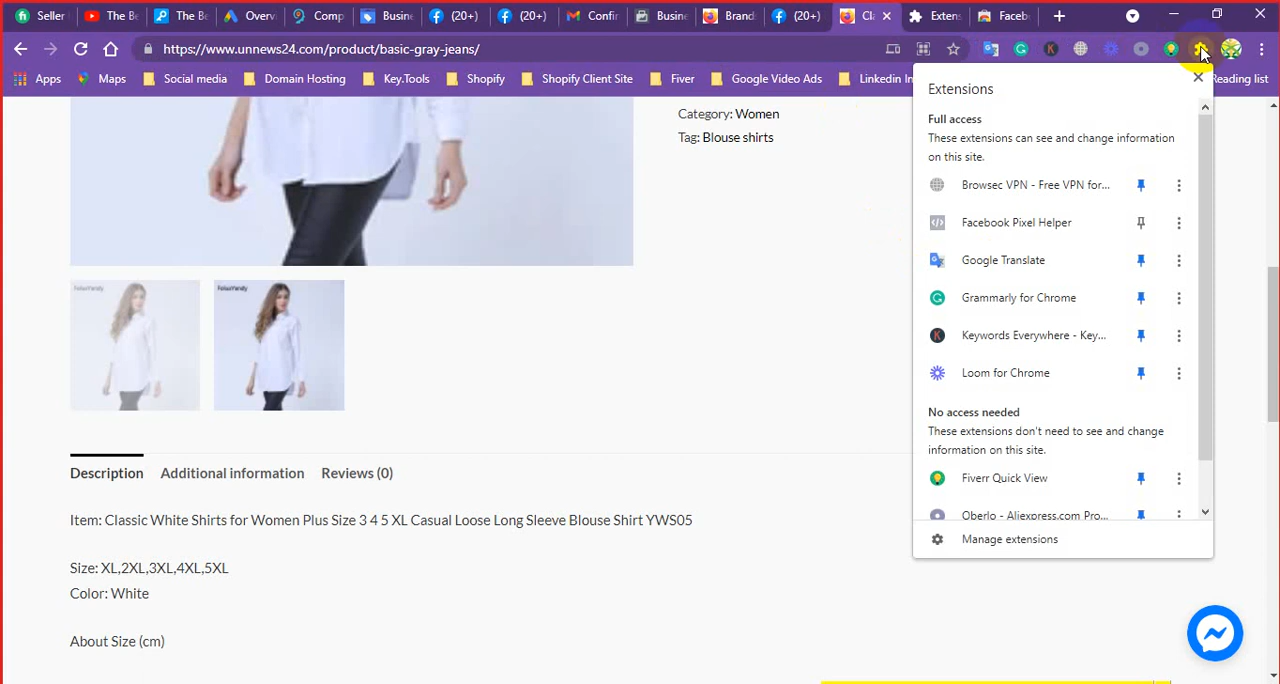 Seller
The Be
The B
Overvi
Comp
Busine
(20+)
(20+)
Confir
Busine
Brand
(20+)
Cla
Extens
Faceb
https://www.unnews24.com/product/basic-gray-jeans/
Apps
Maps
Social media
Domain Hosting
Key.Tools
Shopify
Shopify Client Site
Fiver
Google Video Ads
Linkedin In
Reading list
Category: Women
Tag: Blouse shirts
Description
Additional information
Reviews (0)
Item: Classic White Shirts for Women Plus Size 3 4 5 XL Casual Loose Long Sleeve Blouse Shirt YWS05
Size: XL,2XL,3XL,4XL,5XL
Color: White
About Size (cm)
Extensions
Full access
These extensions can see and change information
on this site.
Browsec VPN - Free VPN for...
Facebook Pixel Helper
Google Translate
Grammarly for Chrome
Keywords Everywhere - Key...
Loom for Chrome
No access needed
These extensions don't need to see and change
information on this site.
Fiverr Quick View
Oberlo - Aliexpress.com Pro...
Manage extensions